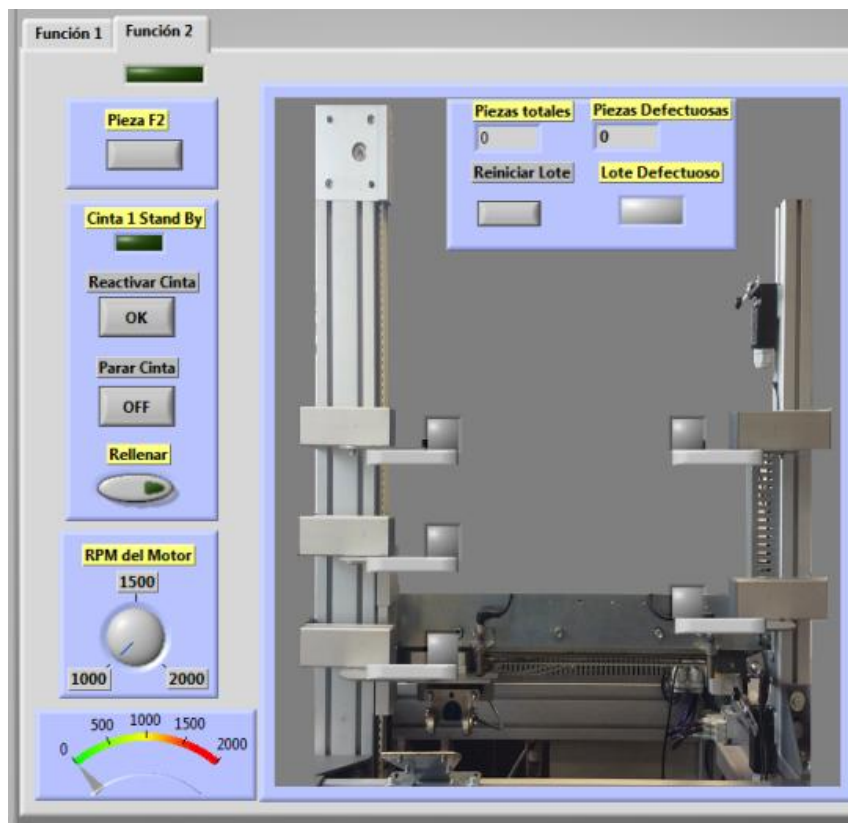 Función 1
Función 2
Pieza F2
Cinta 1 Stand By
Reactivar Cinta
OK
Parar Cinta
OFF
Rellenar
RPM del Motor
1500
1000
2000
0
500
1000
1500
2000
Piezas totales
Piezas Defectuosas
0
0
Reiniciar Lote
Lote Defectuoso